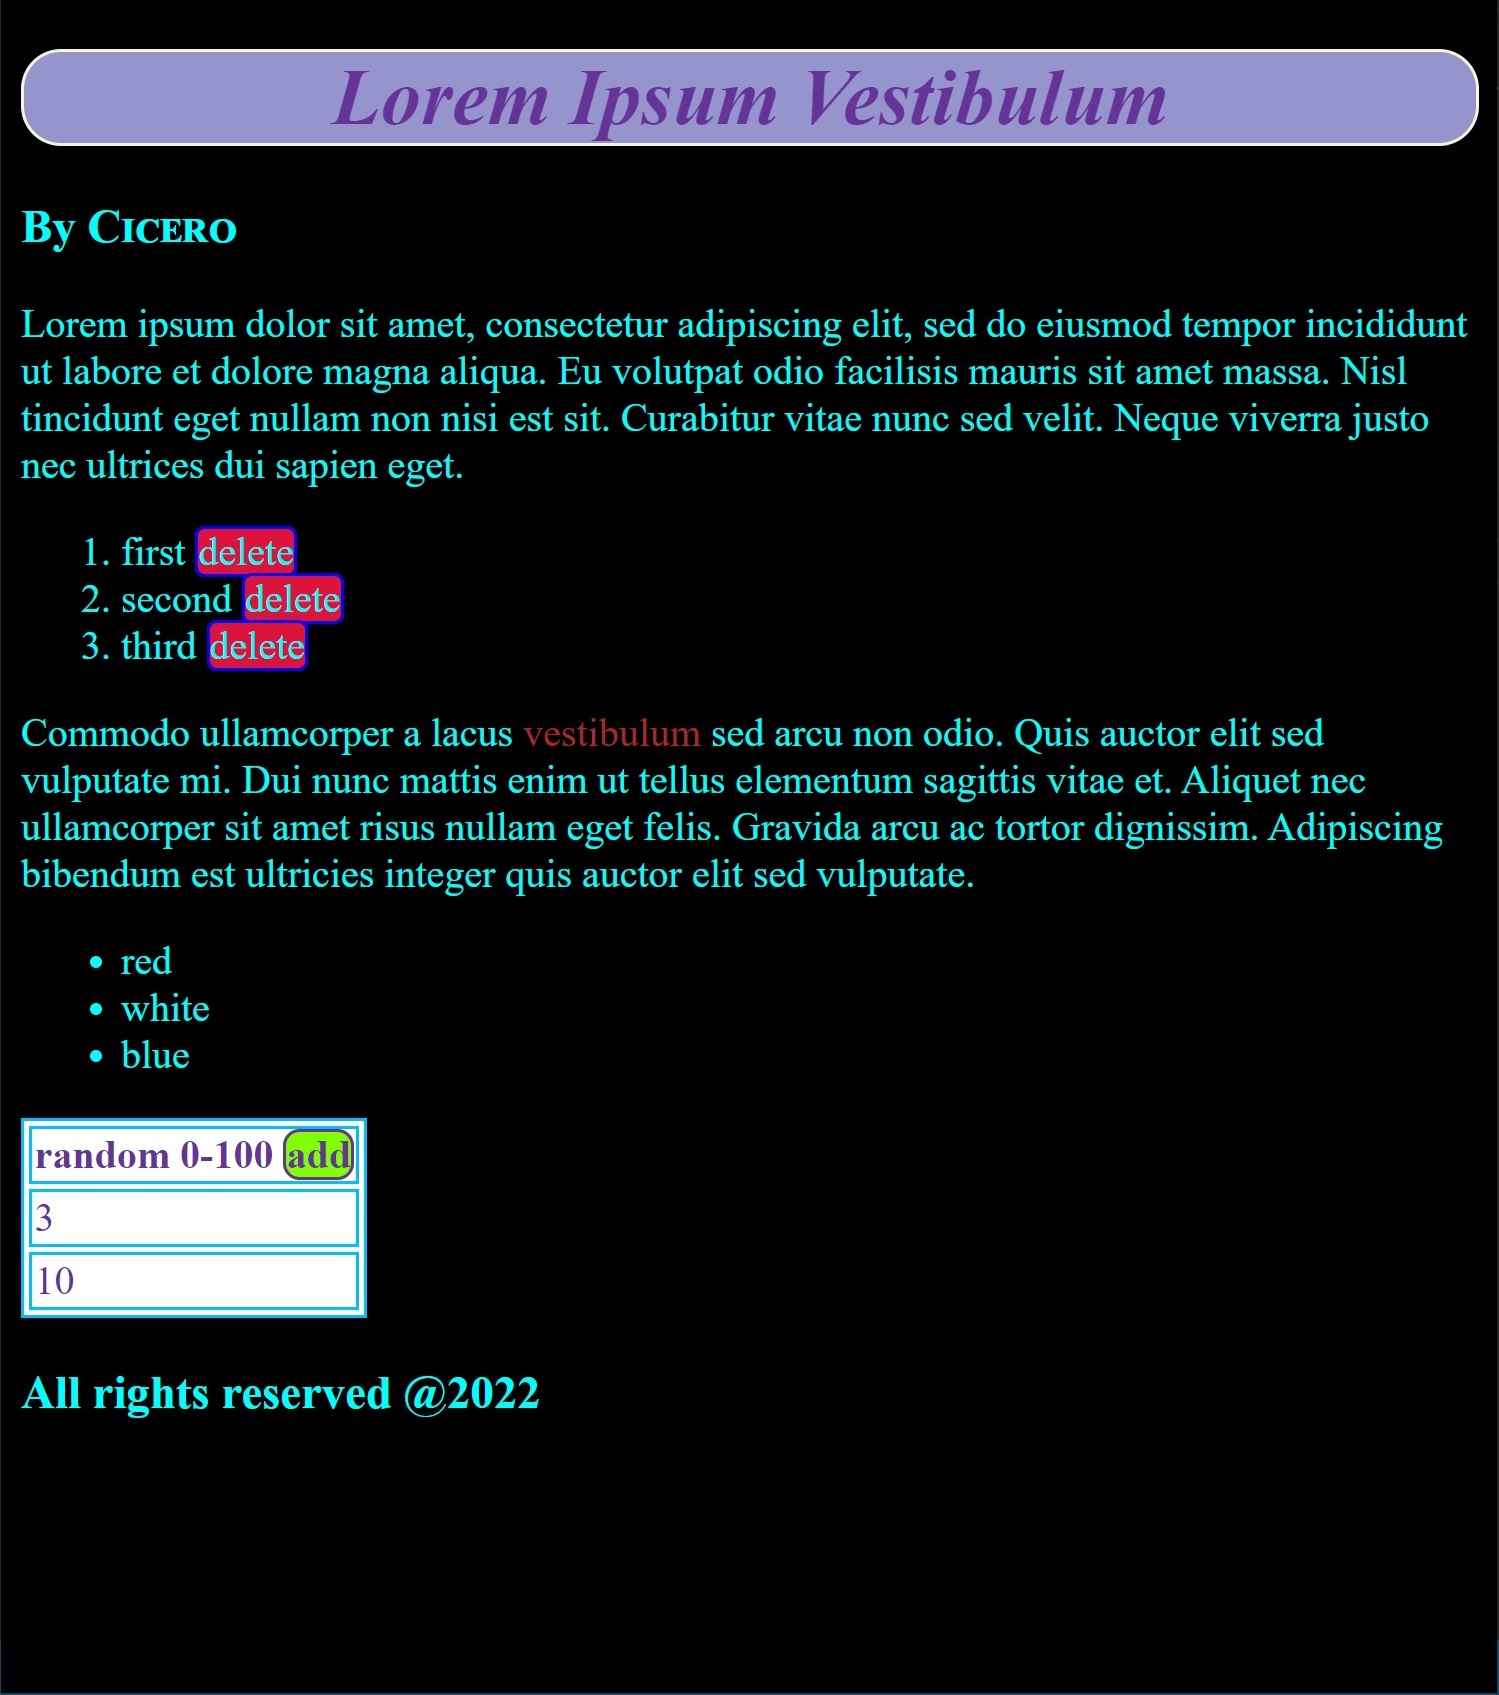 Lorem Ipsum Vestibulum
By Cicero
Lorem ipsum dolor sit amet, consectetur adipiscing elit, sed do eiusmod tempor incididunt
ut labore et dolore magna aliqua. Eu volutpat odio facilisis mauris sit amet massa. Nisl
tincidunt eget nullam non nisi est sit. Curabitur vitae nunc sed velit. Neque viverra justo
nec ultrices dui sapien eget.
1. first delete
2. second delete
3. third delete
Commodo ullamcorper a lacus vestibulum sed arcu non odio. Quis auctor elit sed
vulputate mi. Dui nunc mattis enim ut tellus elementum sagittis vitae et. Aliquet nec
ullamcorper sit amet risus nullam eget felis. Gravida arcu ac tortor dignissim. Adipiscing
bibendum est ultricies integer quis auctor elit sed vulputate.
• red
• white
• blue
random 0-100 add
3
10
All rights reserved @2022